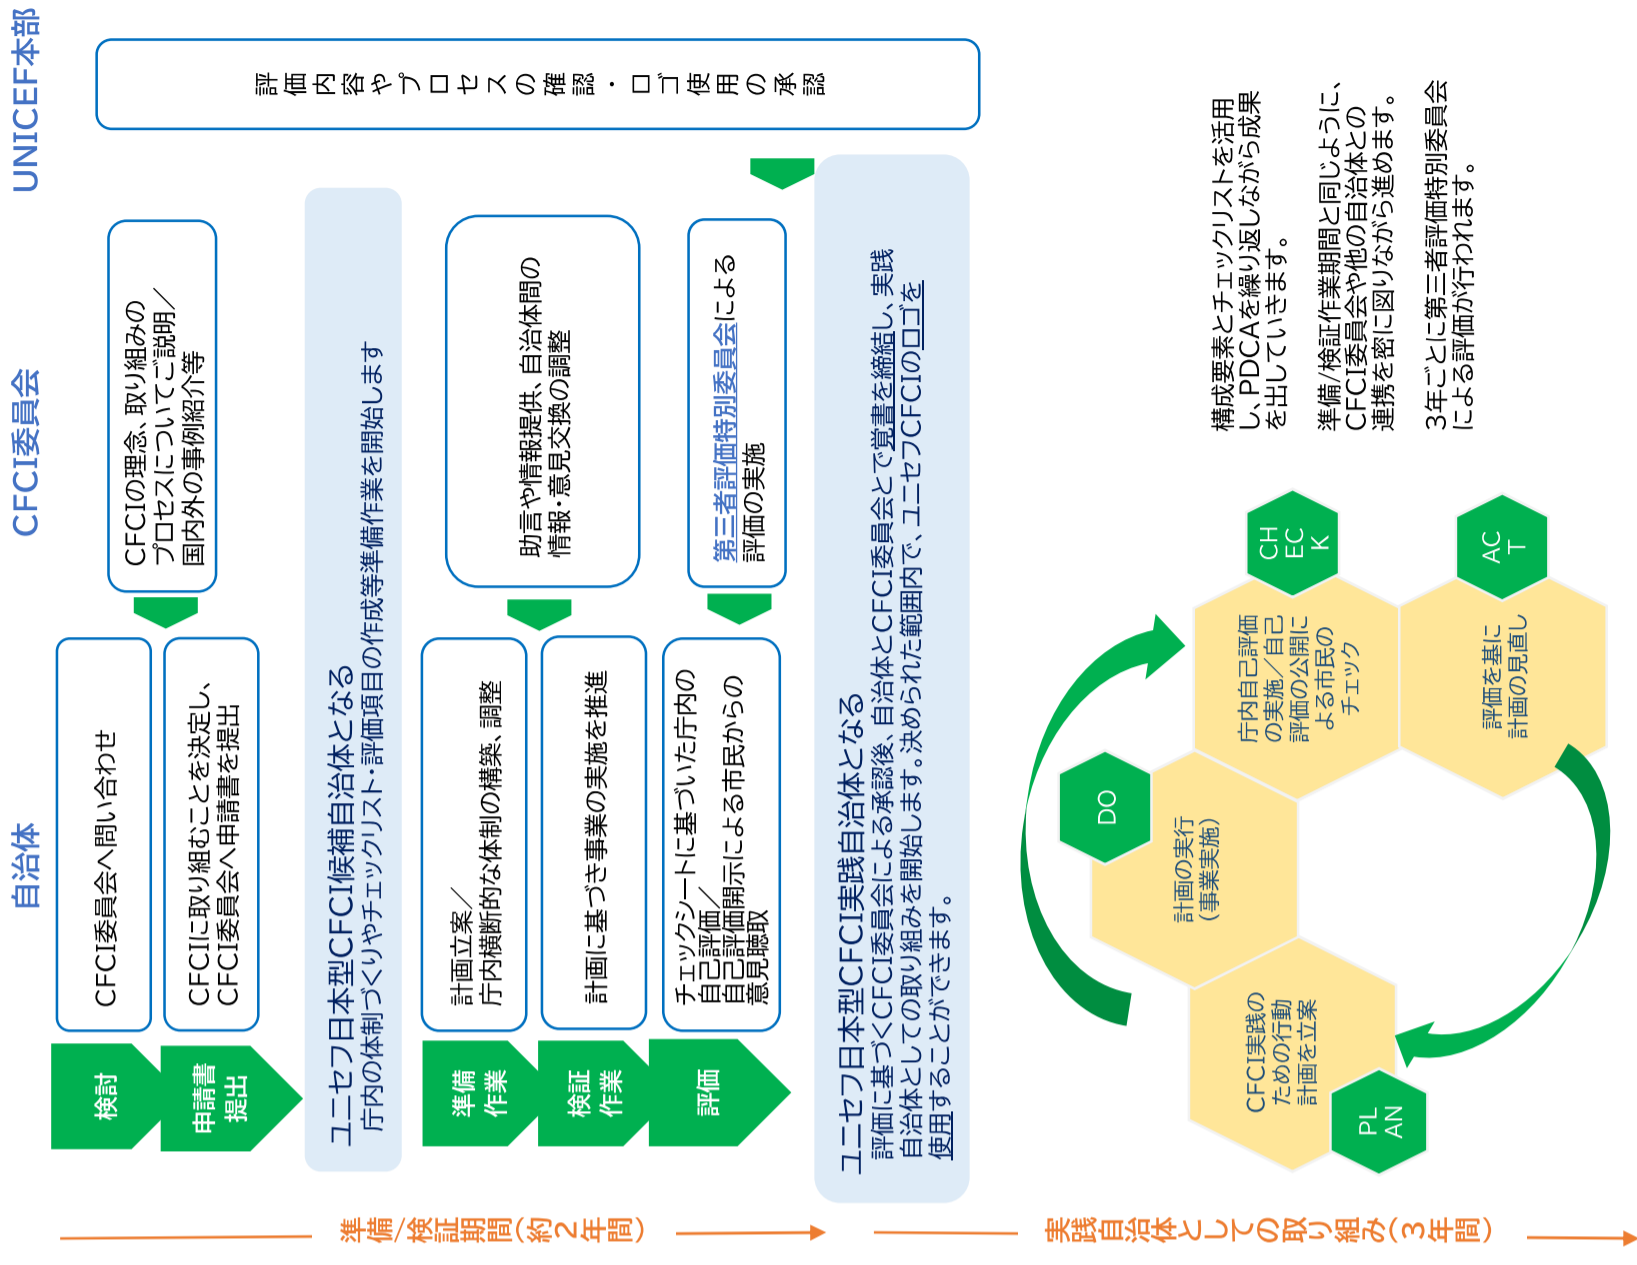 自治体
CFCI委員会
UNICEF本部
準備/検証期間(約2年間)
検討
CFCI委員会へ問い合わせ
CFCIの理念、取り組みの
プロセスについてご説明／
国内外の事例紹介等
評価内容やプロセスの確認・ロゴ使用の承認
申請書
提出
CFCIに取り組むことを決定し、
CFCI委員会へ申請書を提出
ユニセフ日本型CFCI候補自治体となる
庁内の体制づくりやチェックリスト・評価項目の作成等準備作業を開始します
準備
作業
計画立案／
庁内横断的な体制の構築、調整
助言や情報提供、自治体間の
情報・意見交換の調整
検証
作業
計画に基づき事業の実施を推進
評価
チェックシートに基づいた庁内の
自己評価／
自己評価開示による市民からの
意見聴取
第三者評価特別委員会による
評価の実施
ユニセフ日本型CFCI実践自治体となる
評価に基づくCFCI委員会による承認後、自治体とCFCI委員会とで覚書を締結し、実践
自治体としての取り組みを開始します。決められた範囲内で、ユニセフCFCIのロゴを
使用することができます。
実践自治体としての取り組み(3年間)
PL
AN
CFCI実践の
ための行動
計画を立案
DO
計画の実行
(事業実施)
CH
EC
K
庁内自己評価
の実施／自己
評価の公開に
よる市民の
チェック
AC
T
評価を基に
計画の見直し
構成要素とチェックリストを活用
し、PDCAを繰り返しながら成果
を出していきます。
準備/検証作業期間と同じように、
CFCI委員会や他の自治体との
連携を密に図りながら進めます。
3年ごとに第三者評価特別委員会
による評価が行われます。